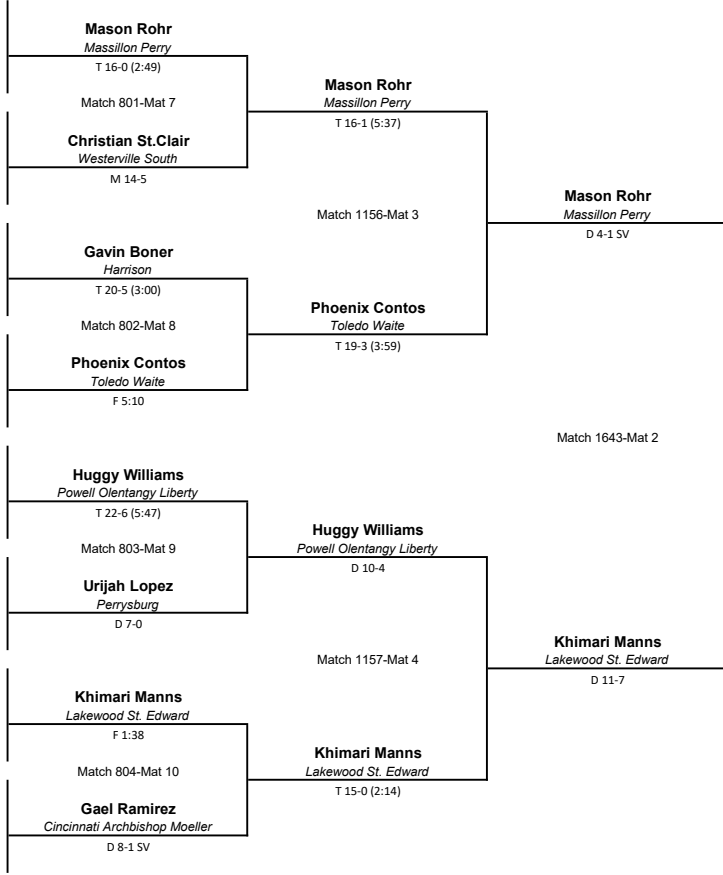 Mason Rohr
Massillon Perry
T 16-0 (2:49)
Match 801-Mat 7
Christian St.Clair
Westerville South
M 14-5
Mason Rohr
Massillon Perry
T 16-1 (5:37)
Match 1156-Mat 3
Gavin Boner
Harrison
T 20-5 (3:00)
Match 802-Mat 8
Phoenix Contos
Toledo Waite
F 5:10
Phoenix Contos
Toledo Waite
T 19-3 (3:59)
Mason Rohr
Massillon Perry
D 4-1 SV
Match 1643-Mat 2
Huggy Williams
Powell Olentangy Liberty
T 22-6 (5:47)
Match 803-Mat 9
Urijah Lopez
Perrysburg
D 7-0
Huggy Williams
Powell Olentangy Liberty
D 10-4
Match 1157-Mat 4
Khimari Manns
Lakewood St. Edward
F 1:38
Match 804-Mat 10
Gael Ramirez
Cincinnati Archbishop Moeller
D 8-1 SV
Khimari Manns
Lakewood St. Edward
T 15-0 (2:14)
Khimari Manns
Lakewood St. Edward
D 11-7